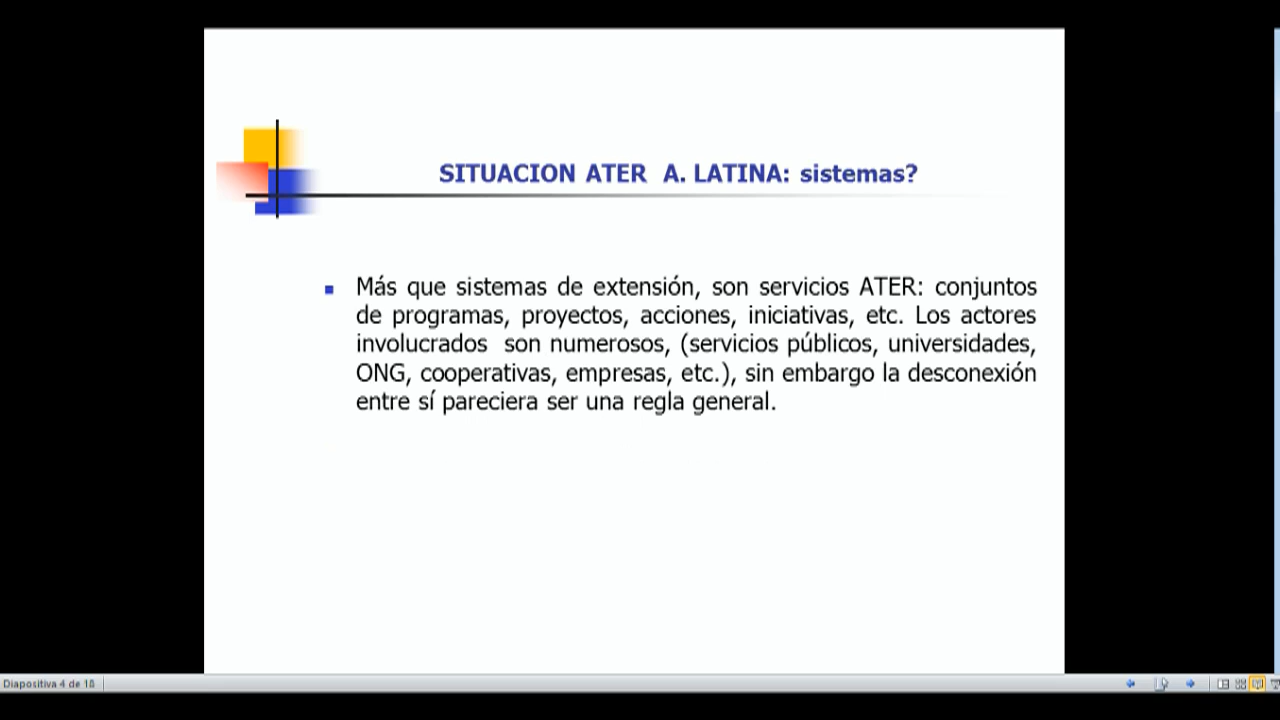 SITUACION ATER A. LATINA: sistemas?
Más que sistemas de extensión, son servicios ATER: conjuntos
de programas, proyectos, acciones, iniciativas, etc. Los actores
involucrados son numerosos, (servicios públicos, universidades,
ONG, cooperativas, empresas, etc.), sin embargo la desconexión
entre sí pareciera ser una regla general.
Diapositiva 4 de 18